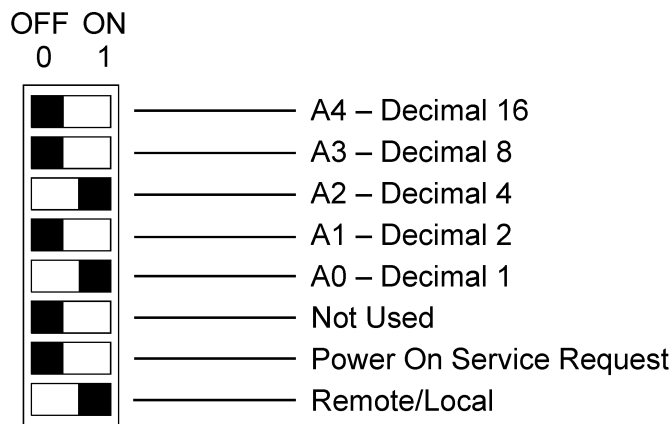 OFF ON
0 1
A4 – Decimal 16
A3 – Decimal 8
A2 – Decimal 4
A1 – Decimal 2
A0 – Decimal 1
Not Used
Power On Service Request
Remote/Local